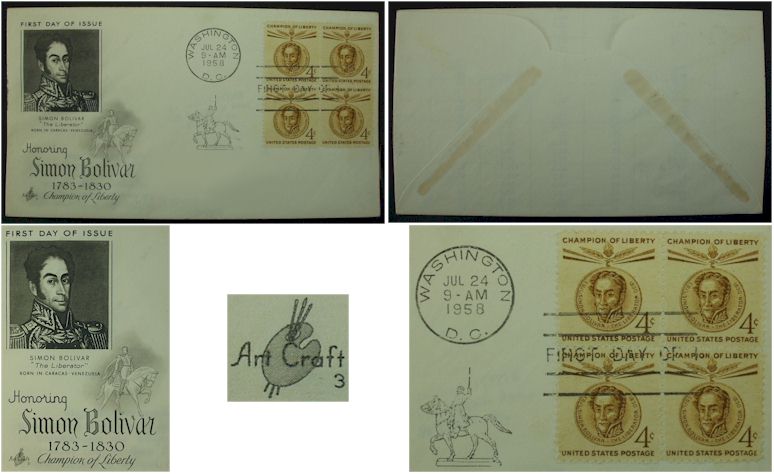 FIRST DAY OF ISSUE
SIMON BOLIVAR
"The Liberator"
BORN IN CARACAS·VENEZUELA
Honoring
Simon Bolivar
1783-1830
Champion of Liberty
WASHINGTON
JUL 24
9-AM
1958
D. C.
CHAMPION OF LIBERTY CHAMPION OF LIBERTY
4¢ 4¢
UNITED STATES POSTAGE UNITED STATES POSTAGE
FIRST DAY OF
4¢ 4¢
UNITED STATES POSTAGE UNITED STATES POSTAGE
FIRST DAY OF ISSUE
SIMON BOLIVAR
"The Liberator"
BORN IN CARACAS·VENEZUELA
Honoring
Simon Bolivar
1783-1830
Champion of Liberty
Art Craft
3
WASHINGTON
JUL 24
9-AM
1958
D. C.
CHAMPION OF LIBERTY CHAMPION OF LIBERTY
SIMON BOLIVAR THE LIBERATOR
4¢ 4¢
UNITED STATES POSTAGE UNITED STATES POSTAGE
FIRST DAY OF I
CHAMPION OF LIBERTY CHAMPION OF LIBERTY
4¢ 4¢
UNITED STATES POSTAGE UNITED STATES POSTAGE